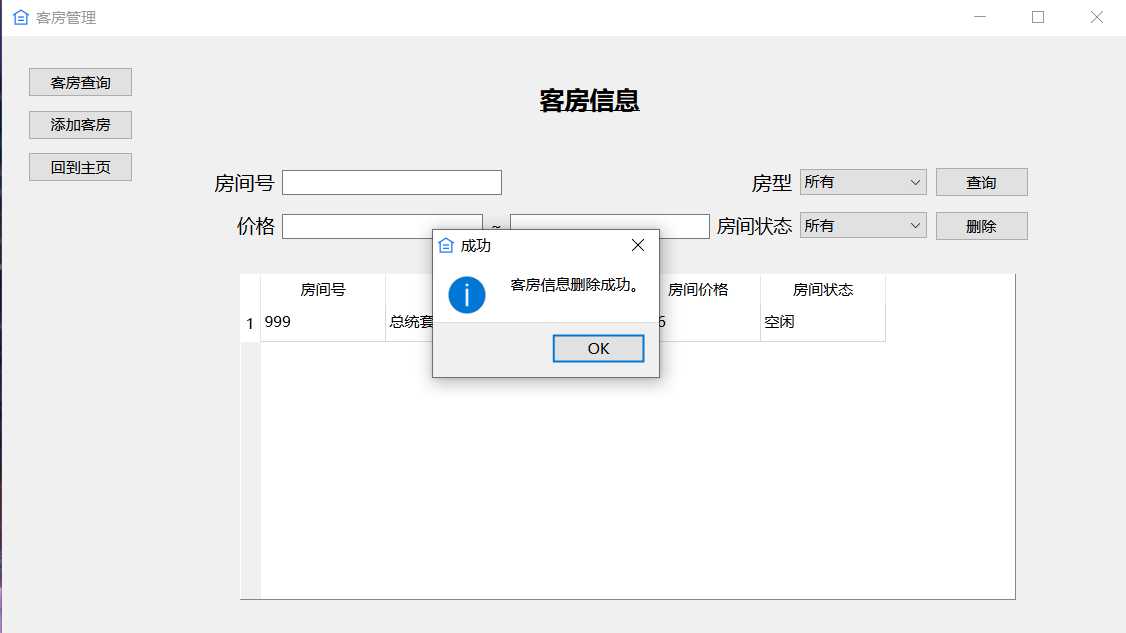 客房管理
客房查询
添加客房
回到主页
客房信息
房间号
房型 所有 查询
价格 ~ 房间状态 所有 删除
成功
客房信息删除成功。
OK
房间号 房间价格 房间状态
1 999 总统套 6 空闲